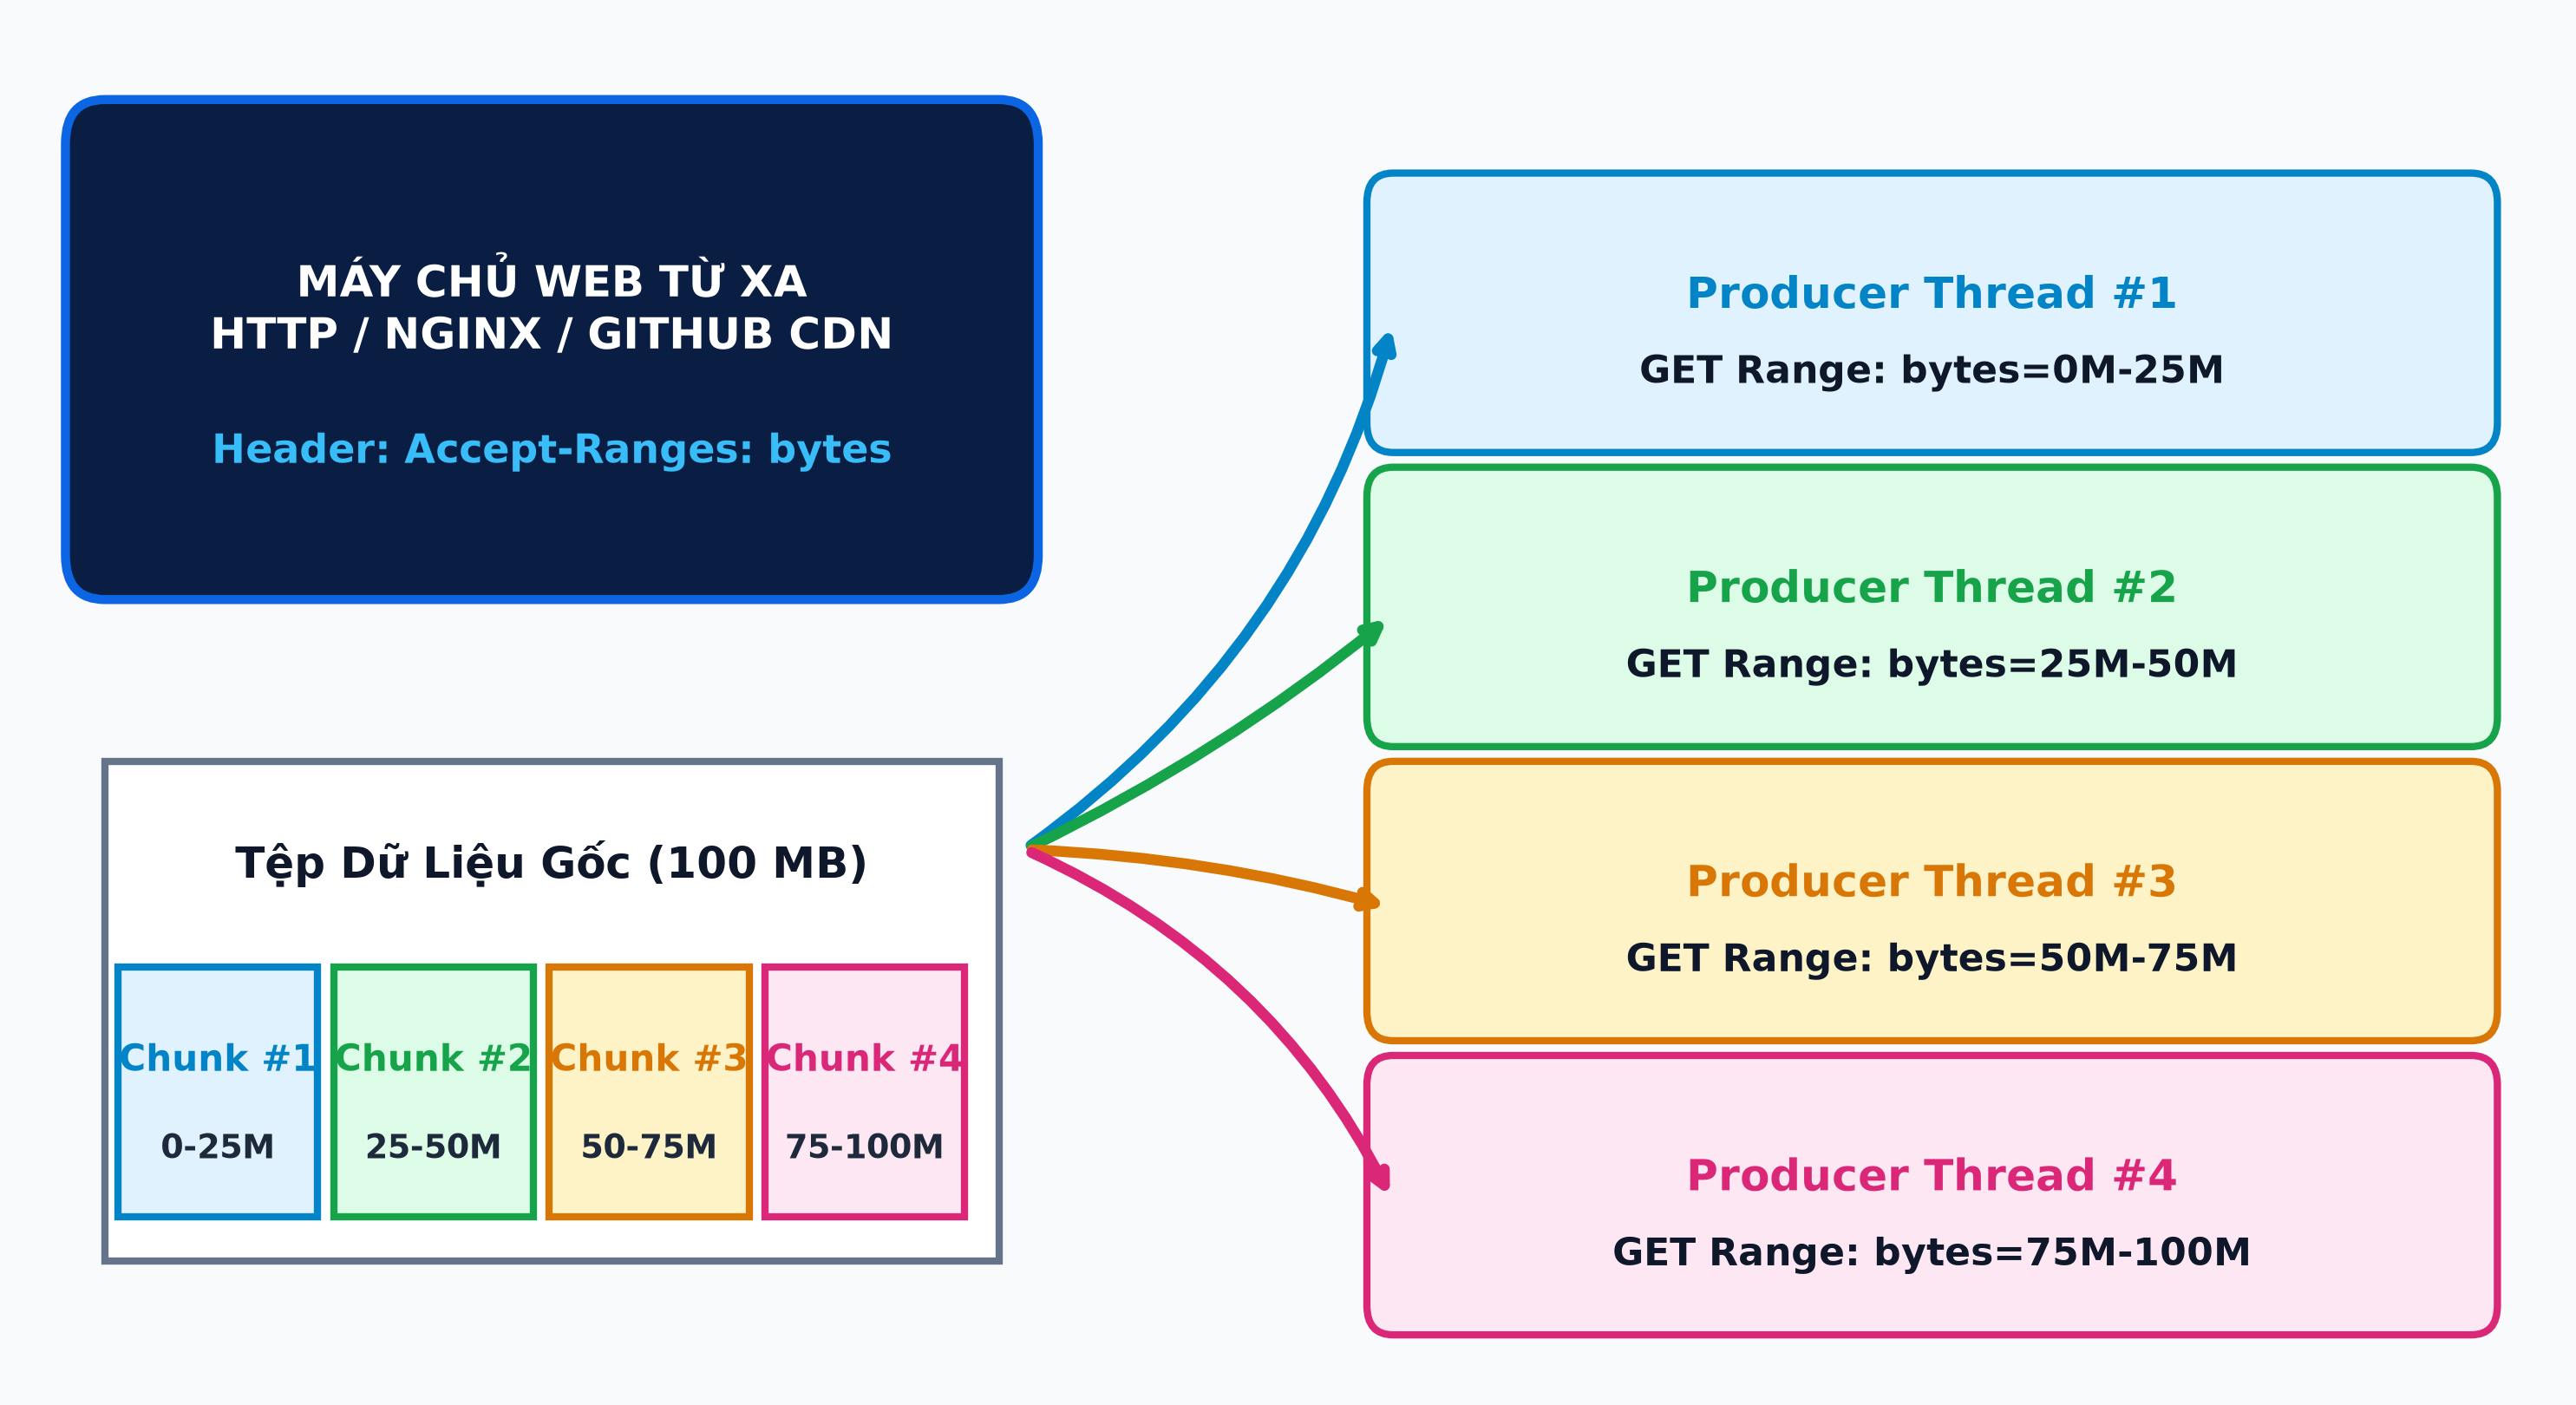 MÁY CHỦ WEB TỪ XA
HTTP / NGINX / GITHUB CDN
Header: Accept-Ranges: bytes
Tệp Dữ Liệu Gốc (100 MB)
Chunk #1
0-25M
Chunk #2
25-50M
Chunk #3
50-75M
Chunk #4
75-100M
Producer Thread #1
GET Range: bytes=0M-25M
Producer Thread #2
GET Range: bytes=25M-50M
Producer Thread #3
GET Range: bytes=50M-75M
Producer Thread #4
GET Range: bytes=75M-100M